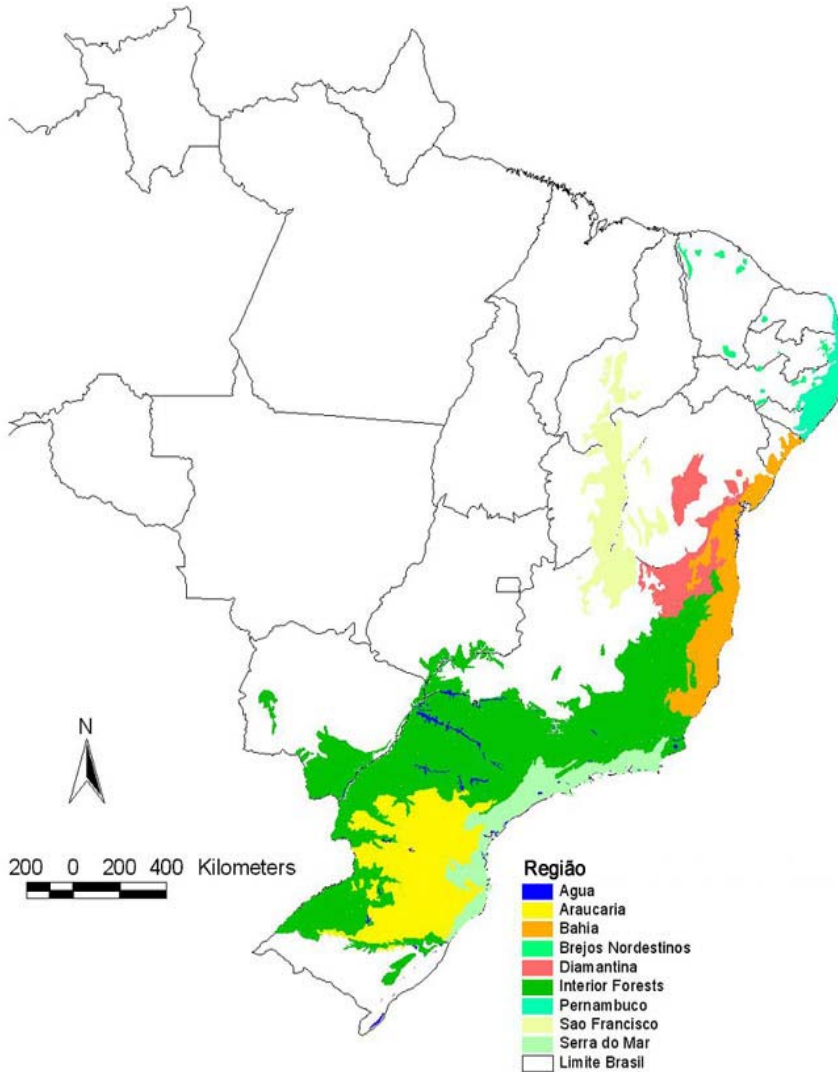 N
200 0 200 400 Kilometers
Região
Agua
Araucaria
Bahia
Brejos Nordestinos
Diamantina
Interior Forests
Pernambuco
Sao Francisco
Serra do Mar
Limite Brasil